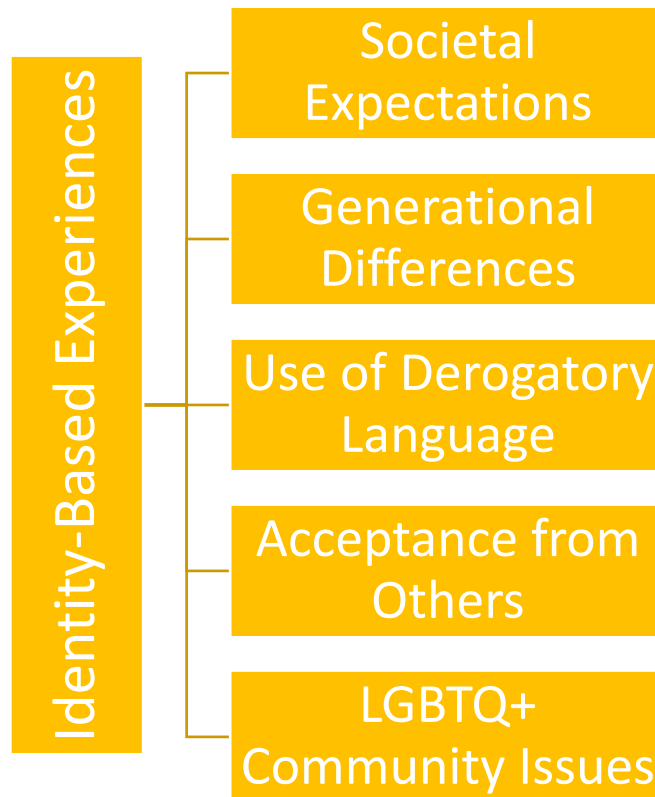 Identity-Based Experiences
Societal
Expectations
Generational
Differences
Use of Derogatory
Language
Acceptance from
Others
LGBTQ+
Community Issues